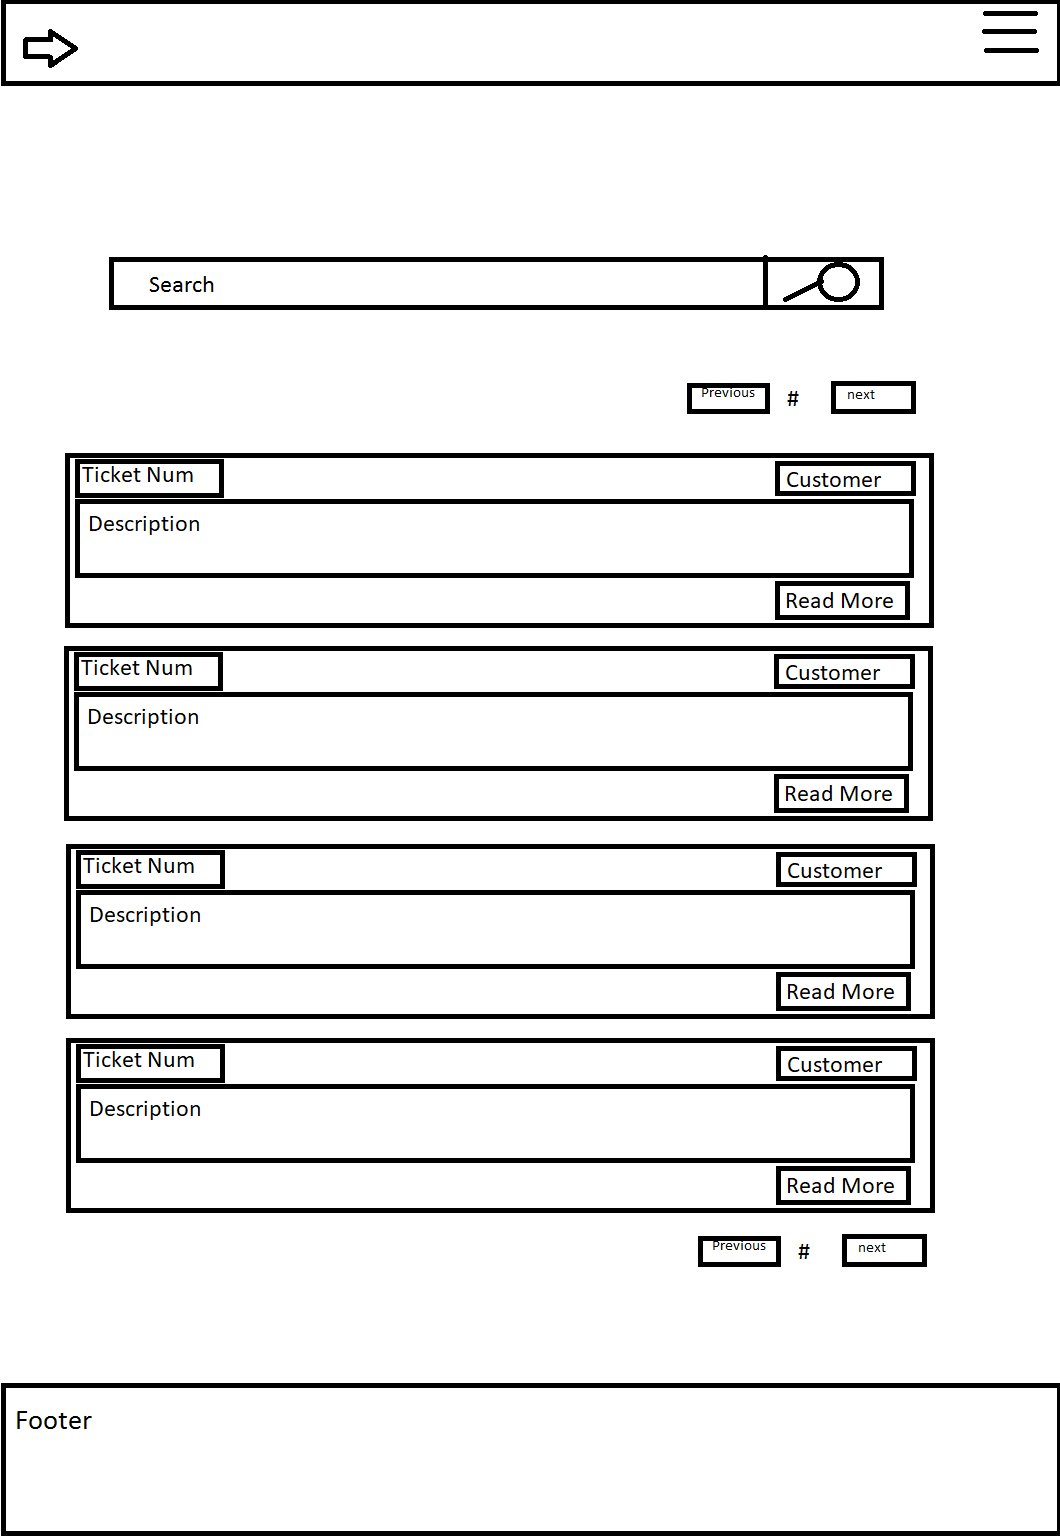 Search
Previous # next
Ticket Num Customer
Description
Read More
Ticket Num Customer
Description
Read More
Ticket Num Customer
Description
Read More
Ticket Num Customer
Description
Read More
Previous # next
Footer